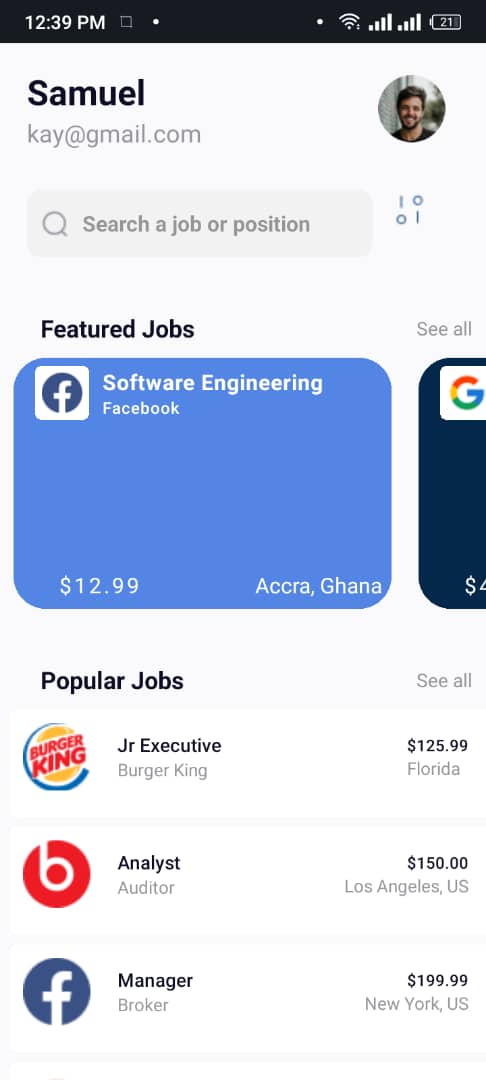 12:39 PM
21
Samuel
kay@gmail.com
Search a job or position
Featured Jobs
See all
Software Engineering
Facebook
$12.99
Accra, Ghana
$4
Popular Jobs
See all
BURGER
KING
Jr Executive
$125.99
Burger King
Florida
Analyst
$150.00
Auditor
Los Angeles, US
Manager
$199.99
Broker
New York, US